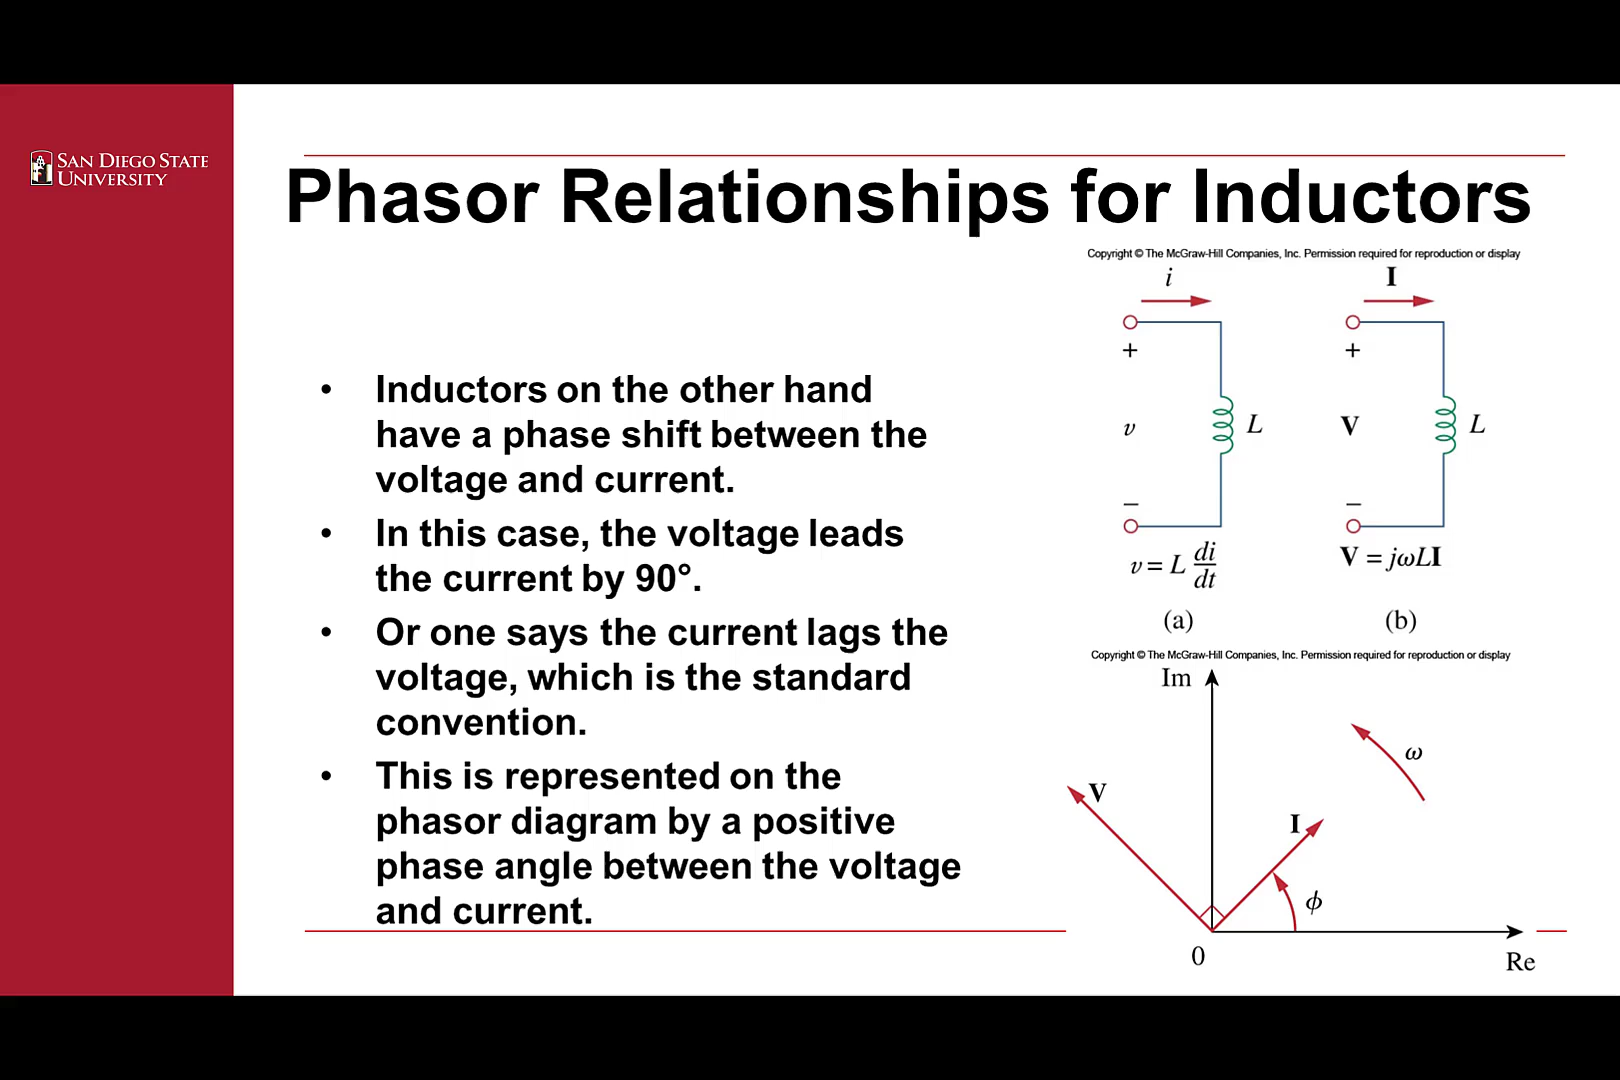 SAN DIEGO STATE
UNIVERSITY
Phasor Relationships for Inductors
• Inductors on the other hand
have a phase shift between the
voltage and current.
• In this case, the voltage leads
the current by 90°.
• Or one says the current lags the
voltage, which is the standard
convention.
• This is represented on the
phasor diagram by a positive
phase angle between the voltage
and current.
Copyright © The McGraw-Hill Companies, Inc. Permission required for reproduction or display
i
I
+
+
v
L
V
L
−
−
v = L di/dt
V = jωLI
(a)
(b)
Copyright © The McGraw-Hill Companies, Inc. Permission required for reproduction or display
Im
ω
V
I
ϕ
0
Re